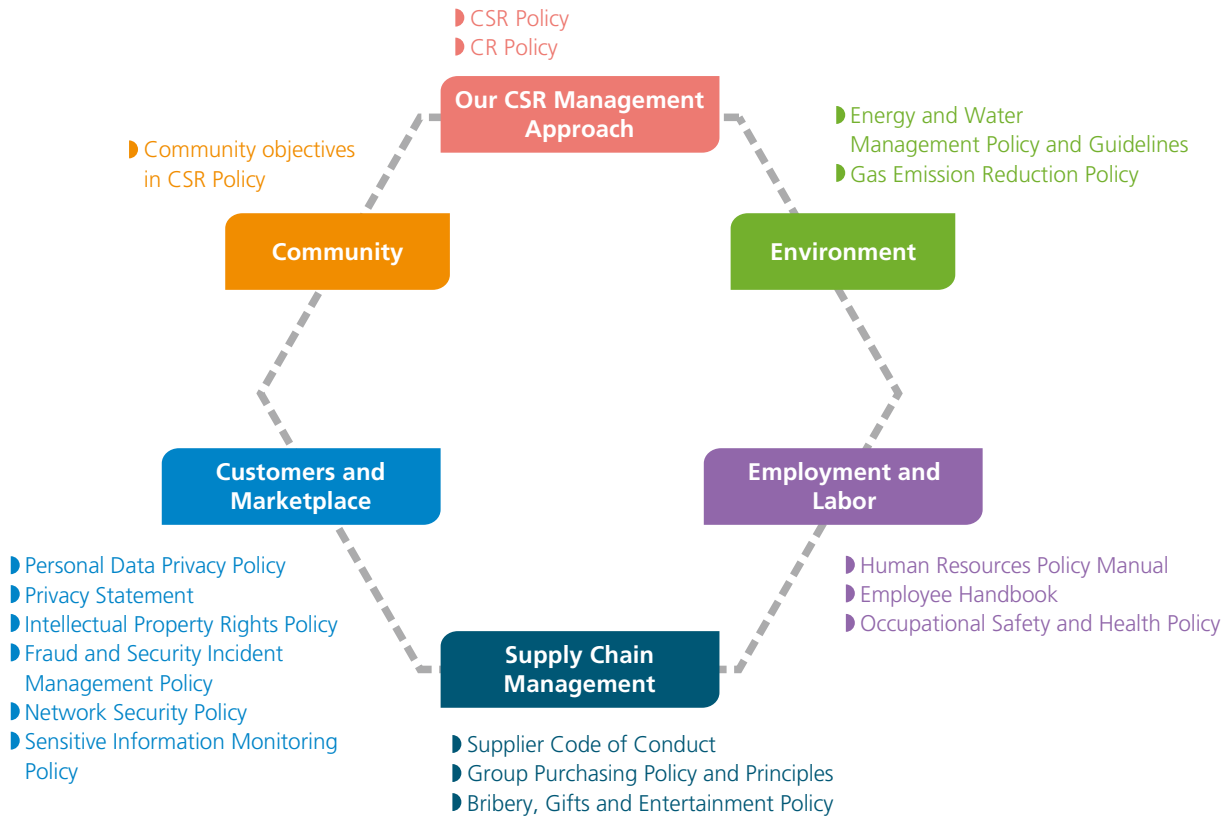 ◗ CSR Policy
◗ CR Policy
Our CSR Management
Approach
◗ Energy and Water
Management Policy and Guidelines
◗ Gas Emission Reduction Policy
◗ Community objectives
in CSR Policy
Community
Environment
Customers and
Marketplace
Employment and
Labor
◗ Personal Data Privacy Policy
◗ Privacy Statement
◗ Intellectual Property Rights Policy
◗ Fraud and Security Incident
Management Policy
◗ Network Security Policy
◗ Sensitive Information Monitoring
Policy
◗ Human Resources Policy Manual
◗ Employee Handbook
◗ Occupational Safety and Health Policy
Supply Chain
Management
◗ Supplier Code of Conduct
◗ Group Purchasing Policy and Principles
◗ Bribery, Gifts and Entertainment Policy